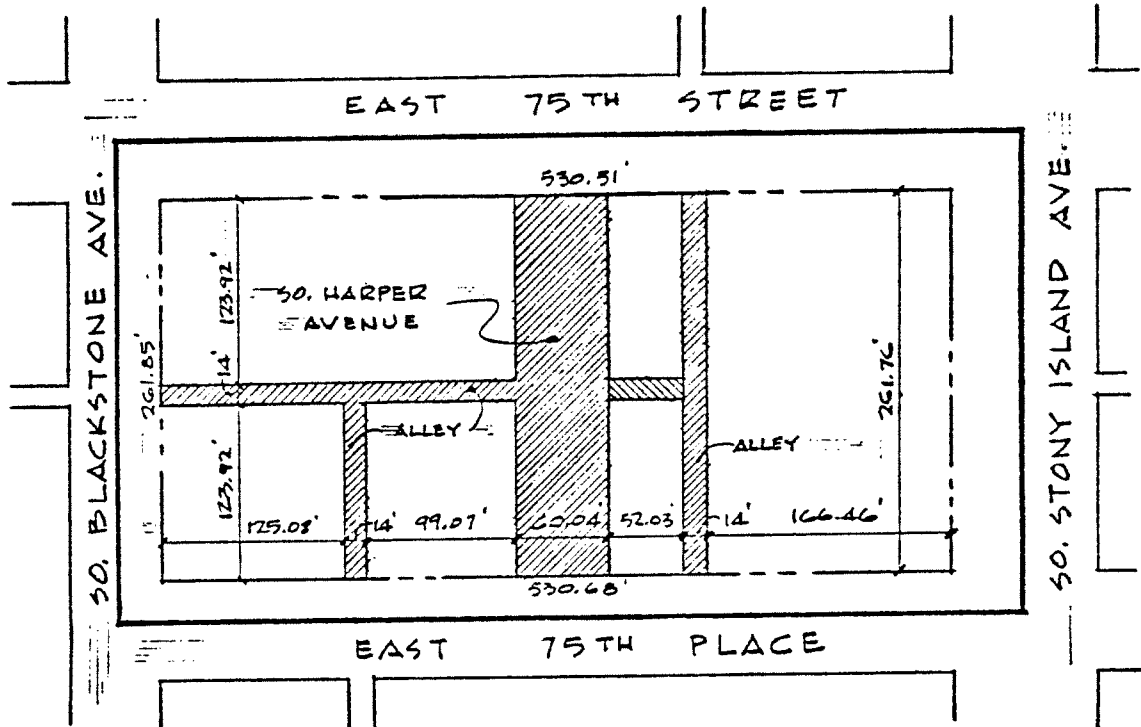 EAST 75TH STREET
530.51'
SO. BLACKSTONE AVE.
SO. STONY ISLAND AVE.
123.92'
SO. HARPER
AVENUE
14'
261.85'
261.76'
ALLEY
ALLEY
123.92'
125.08' 14' 99.07' 60.04' 52.03' 14' 166.46'
530.68'
EAST 75TH PLACE